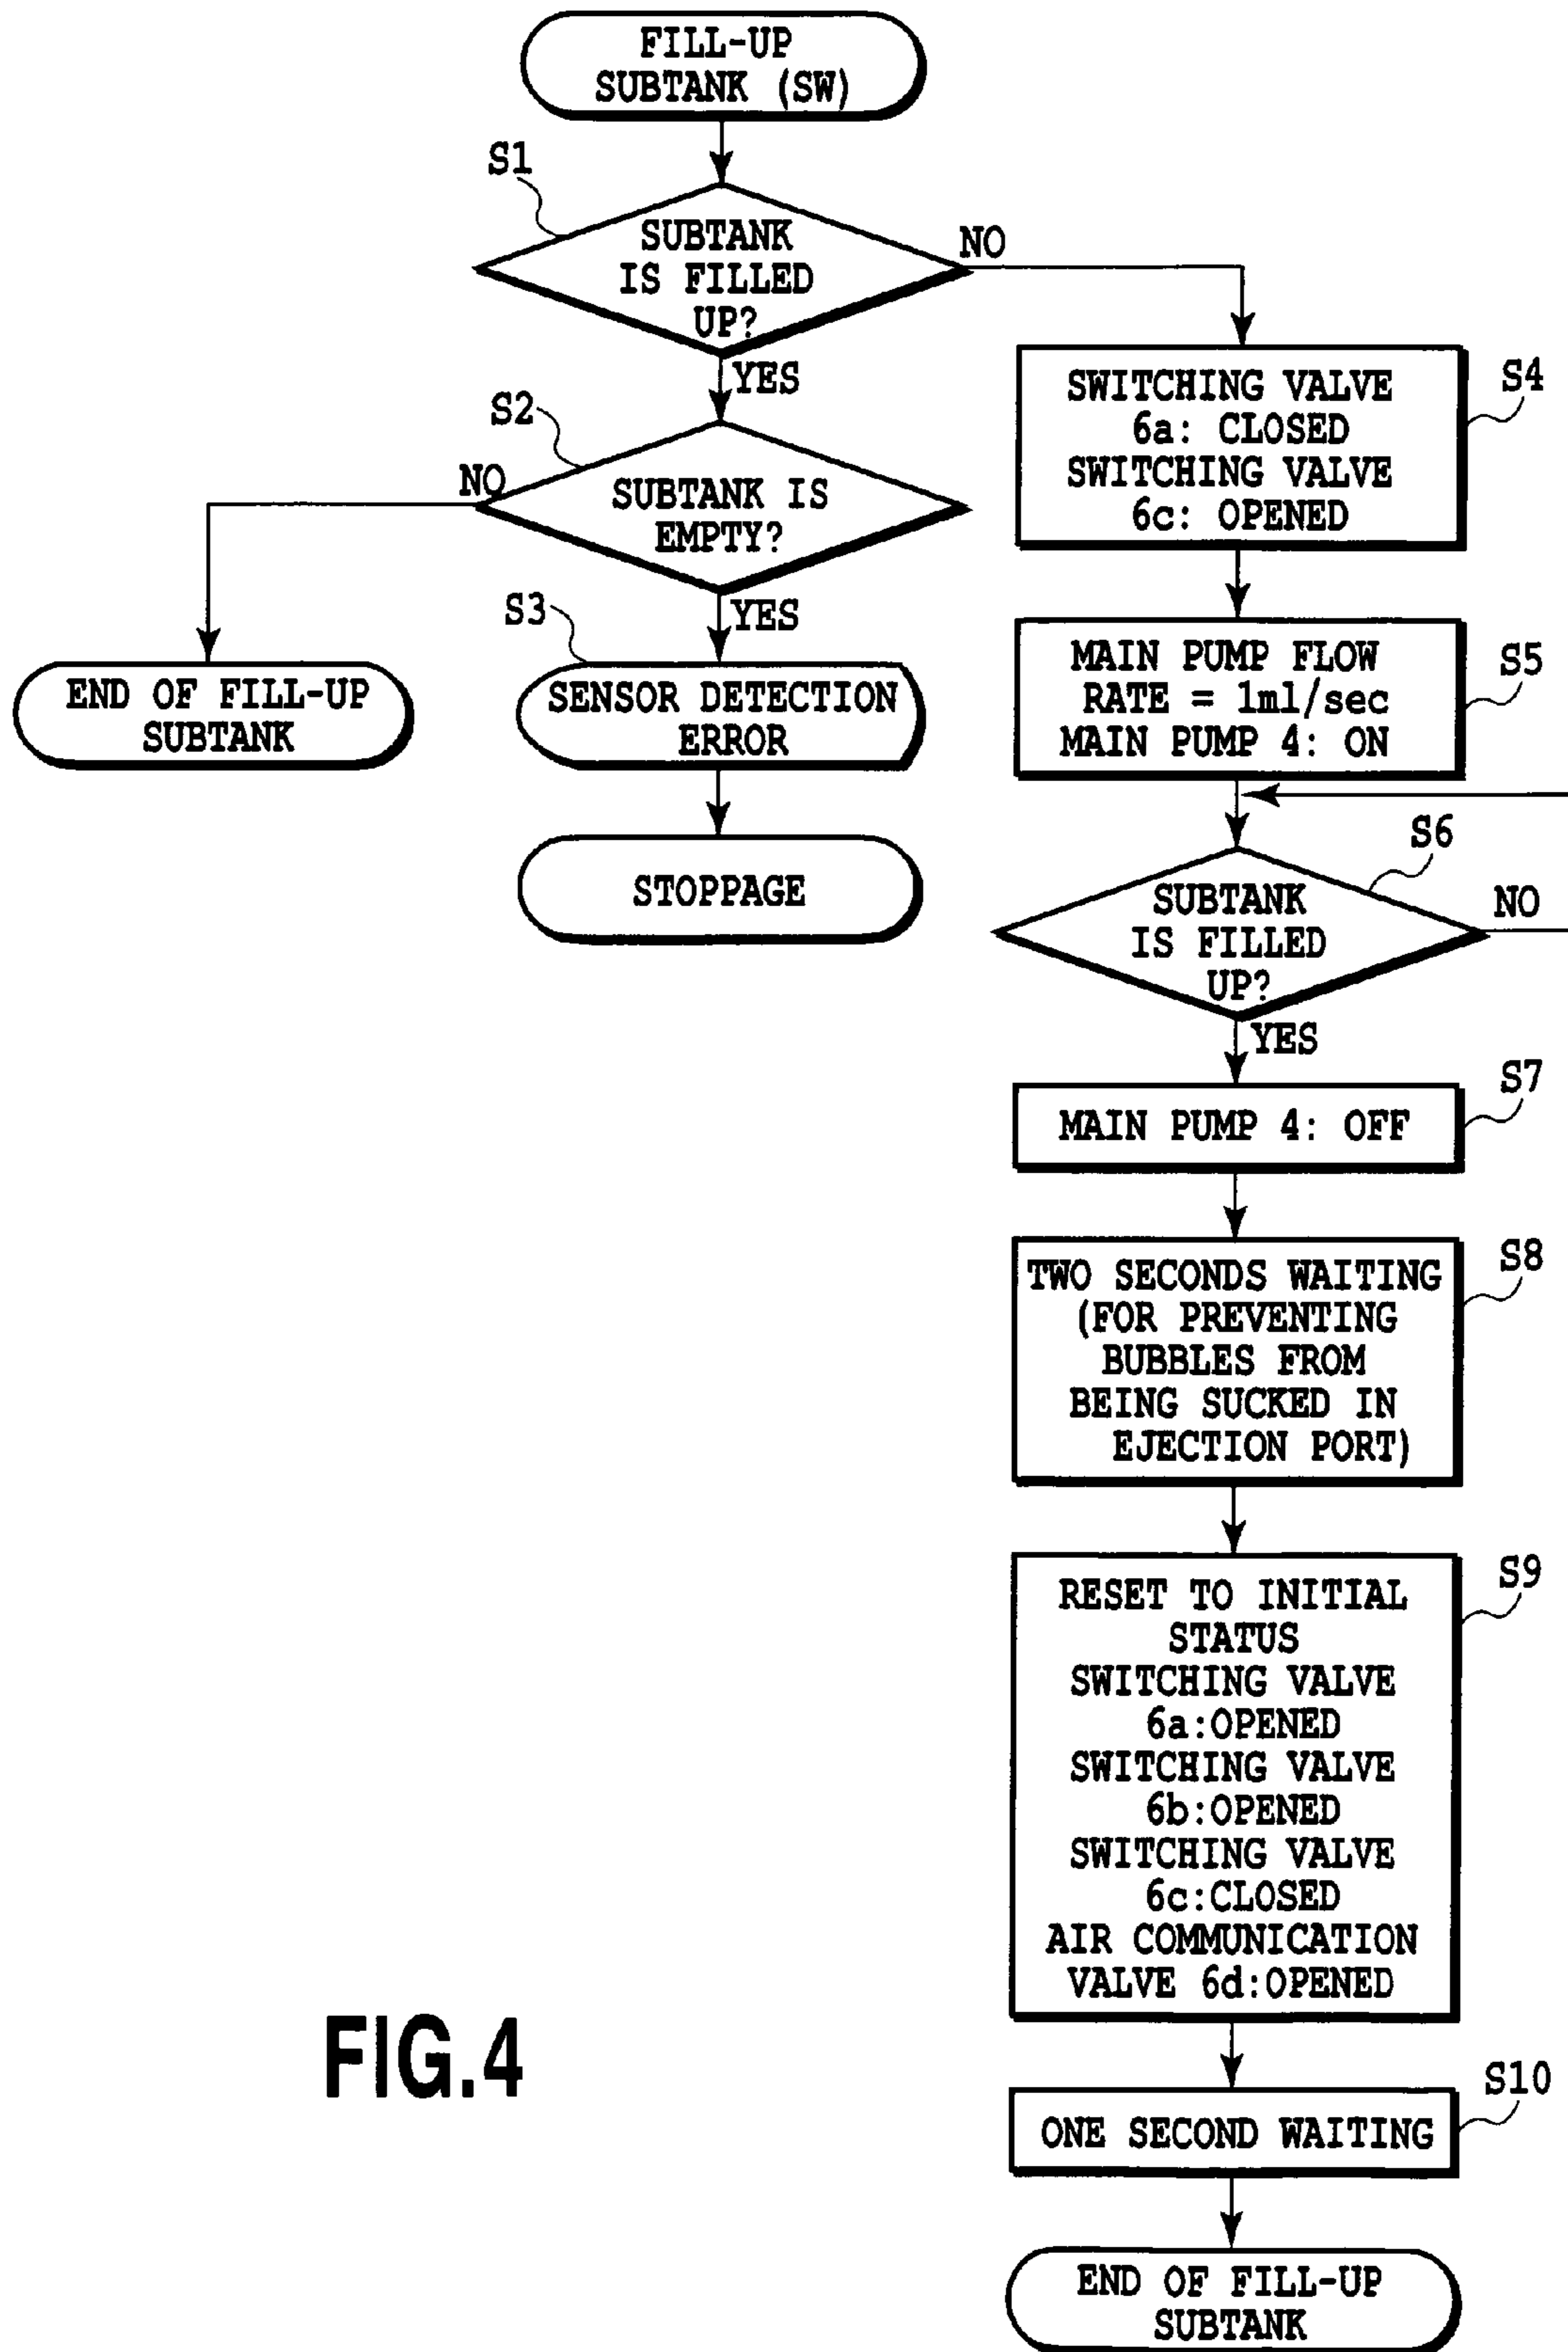 FILL-UP
SUBTANK (SW)
S1
SUBTANK
IS FILLED
UP?
NO
YES
S2
SUBTANK IS
EMPTY?
NO
YES
END OF FILL-UP
SUBTANK
S3
SENSOR DETECTION
ERROR
STOPPAGE
S4
SWITCHING VALVE
6a: CLOSED
SWITCHING VALVE
6c: OPENED
S5
MAIN PUMP FLOW
RATE = 1ml/sec
MAIN PUMP 4: ON
S6
SUBTANK
IS FILLED
UP?
NO
YES
S7
MAIN PUMP 4: OFF
S8
TWO SECONDS WAITING
(FOR PREVENTING
BUBBLES FROM
BEING SUCKED IN
EJECTION PORT)
S9
RESET TO INITIAL
STATUS
SWITCHING VALVE
6a:OPENED
SWITCHING VALVE
6b:OPENED
SWITCHING VALVE
6c:CLOSED
AIR COMMUNICATION
VALVE 6d:OPENED
S10
ONE SECOND WAITING
END OF FILL-UP
SUBTANK
FIG.4